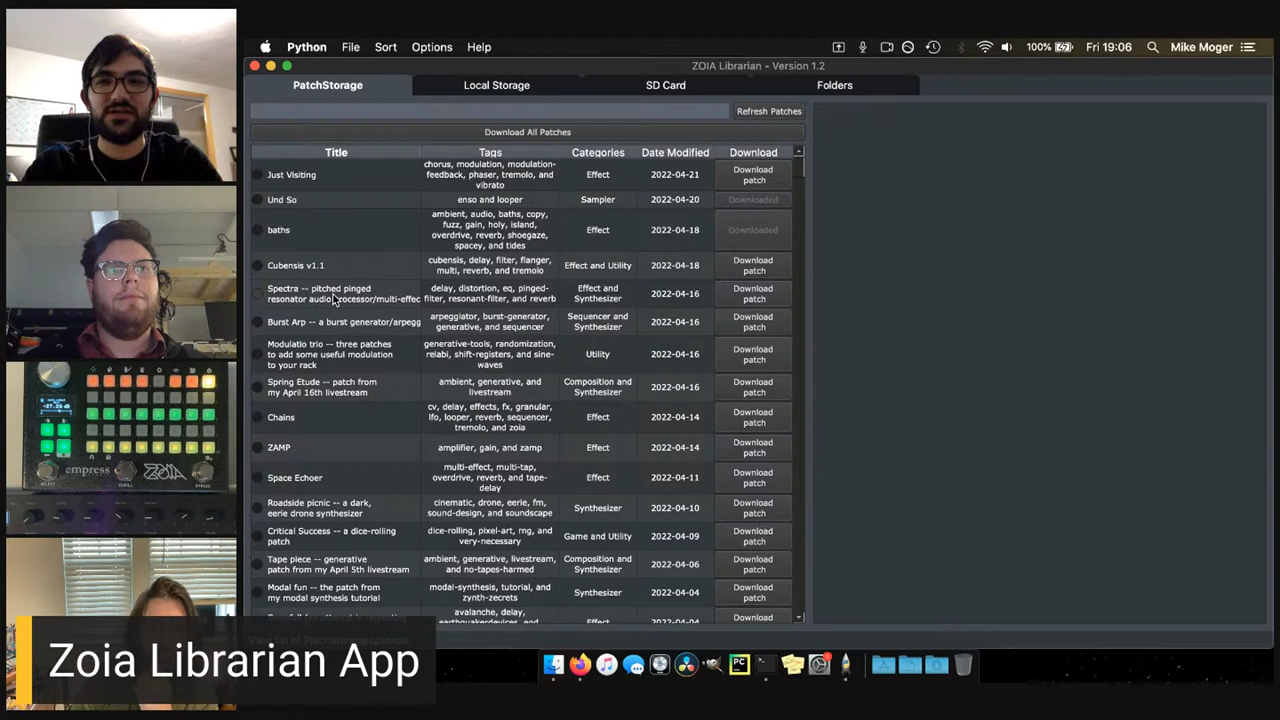 Python File Sort Options Help
100% Fri 19:06 Mike Moger
ZOIA Librarian - Version 1.2
PatchStorage Local Storage SD Card Folders
Refresh Patches
Download All Patches
Title Tags Categories Date Modified Download
Just Visiting
chorus, modulation, modulation-
feedback, phaser, tremolo, and
vibrato
Effect
2022-04-21
Download
patch
Und So
enso and looper
Sampler
2022-04-20
Downloaded
baths
ambient, audio, baths, copy,
fuzz, gain, holy, island,
overdrive, reverb, shoegaze,
spacey, and tides
Effect
2022-04-18
Downloaded
Cubensis v1.1
cubensis, delay, filter, flanger,
multi, reverb, and tremolo
Effect and Utility
2022-04-18
Download
patch
Spectra -- pitched pinged
resonator audio processor/multi-effec
delay, distortion, eq, pinged-
filter, resonant-filter, and reverb
Effect and
Synthesizer
2022-04-16
Download
patch
Burst Arp -- a burst generator/arpegg
arpeggiator, burst-generator,
generative, and sequencer
Sequencer and
Synthesizer
2022-04-16
Download
patch
Modulatio trio -- three patches
to add some useful modulation
to your rack
generative-tools, randomization,
relabi, shift-registers, and sine-
waves
Utility
2022-04-16
Download
patch
Spring Etude -- patch from
my April 16th livestream
ambient, generative, and
livestream
Composition and
Synthesizer
2022-04-16
Download
patch
Chains
cv, delay, effects, fx, granular,
lfo, looper, reverb, sequencer,
tremolo, and zoia
Effect
2022-04-14
Download
patch
ZAMP
amplifier, gain, and zamp
Effect
2022-04-14
Download
patch
Space Echoer
multi-effect, multi-tap,
overdrive, reverb, and tape-
delay
Effect
2022-04-11
Download
patch
Roadside picnic -- a dark,
eerie drone synthesizer
cinematic, drone, eerie, fm,
sound-design, and soundscape
Synthesizer
2022-04-10
Download
patch
Critical Success -- a dice-rolling
patch
dice-rolling, pixel-art, rng, and
very-necessary
Game and Utility
2022-04-09
Download
patch
Tape piece -- generative
patch from my April 5th livestream
ambient, generative, livestream,
and no-tapes-harmed
Composition and
Synthesizer
2022-04-06
Download
patch
Modal fun -- the patch from
my modal synthesis tutorial
modal-synthesis, tutorial, and
zynth-zecrets
Synthesizer
2022-04-04
Download
patch
avalanche, delay,
Effect
2022-04-04
Download
empress ZOIA
PC
Zoia Librarian App